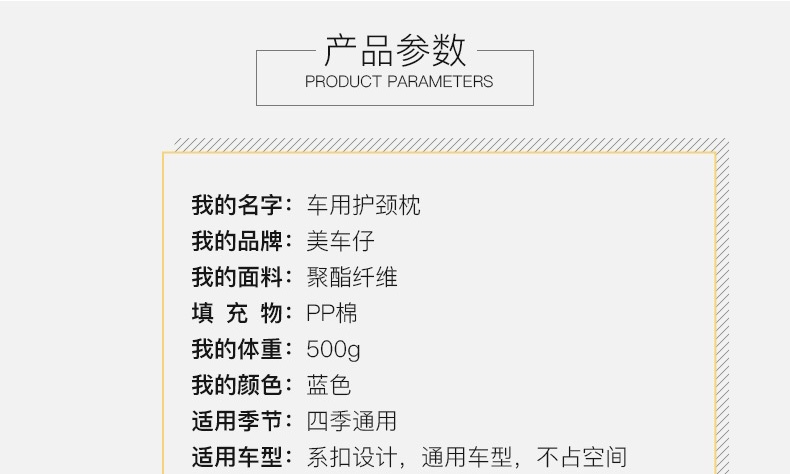 产品参数
PRODUCT PARAMETERS
我的名字：车用护颈枕
我的品牌：美车仔
我的面料：聚酯纤维
填 充 物：PP棉
我的体重：500g
我的颜色：蓝色
适用季节：四季通用
适用车型：系扣设计，通用车型，不占空间